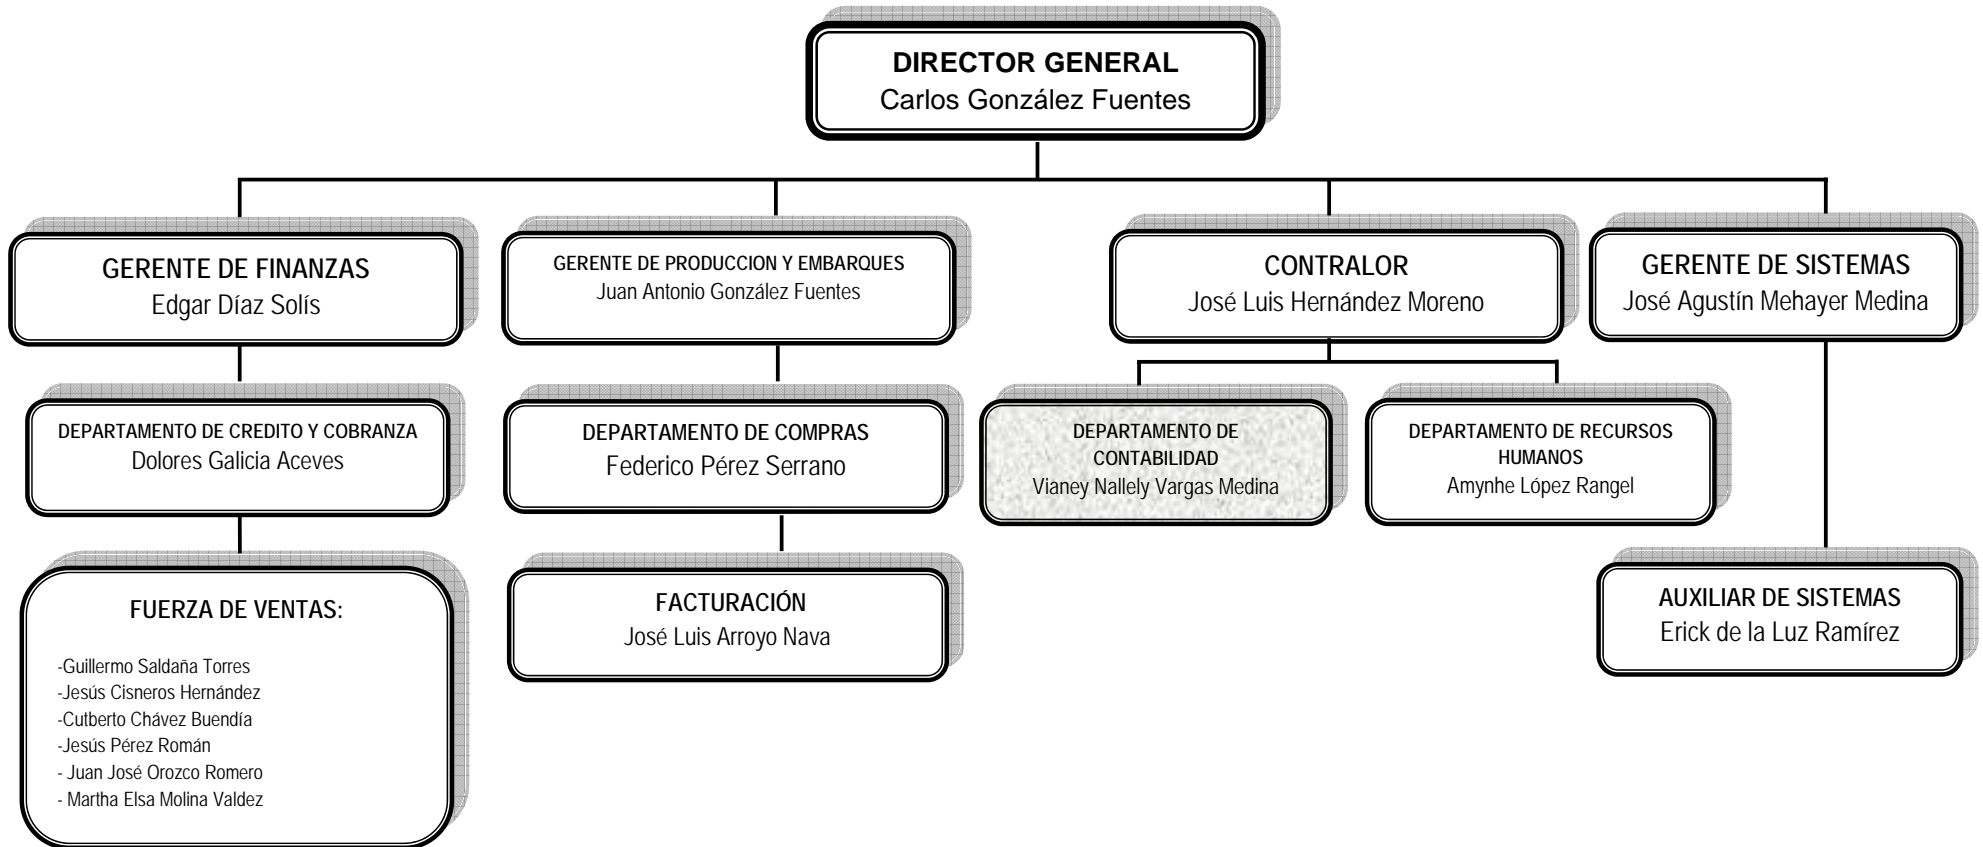 DIRECTOR GENERAL
Carlos González Fuentes
GERENTE DE FINANZAS
Edgar Díaz Solís
GERENTE DE PRODUCCION Y EMBARQUES
Juan Antonio González Fuentes
CONTRALOR
José Luis Hernández Moreno
GERENTE DE SISTEMAS
José Agustín Mehayer Medina
DEPARTAMENTO DE CREDITO Y COBRANZA
Dolores Galicia Aceves
DEPARTAMENTO DE COMPRAS
Federico Pérez Serrano
DEPARTAMENTO DE
CONTABILIDAD
Vianey Nallely Vargas Medina
DEPARTAMENTO DE RECURSOS
HUMANOS
Amynhe López Rangel
FUERZA DE VENTAS:
-Guillermo Saldaña Torres
-Jesús Cisneros Hernández
-Cutberto Chávez Buendía
-Jesús Pérez Román
- Juan José Orozco Romero
- Martha Elsa Molina Valdez
FACTURACIÓN
José Luis Arroyo Nava
AUXILIAR DE SISTEMAS
Erick de la Luz Ramírez